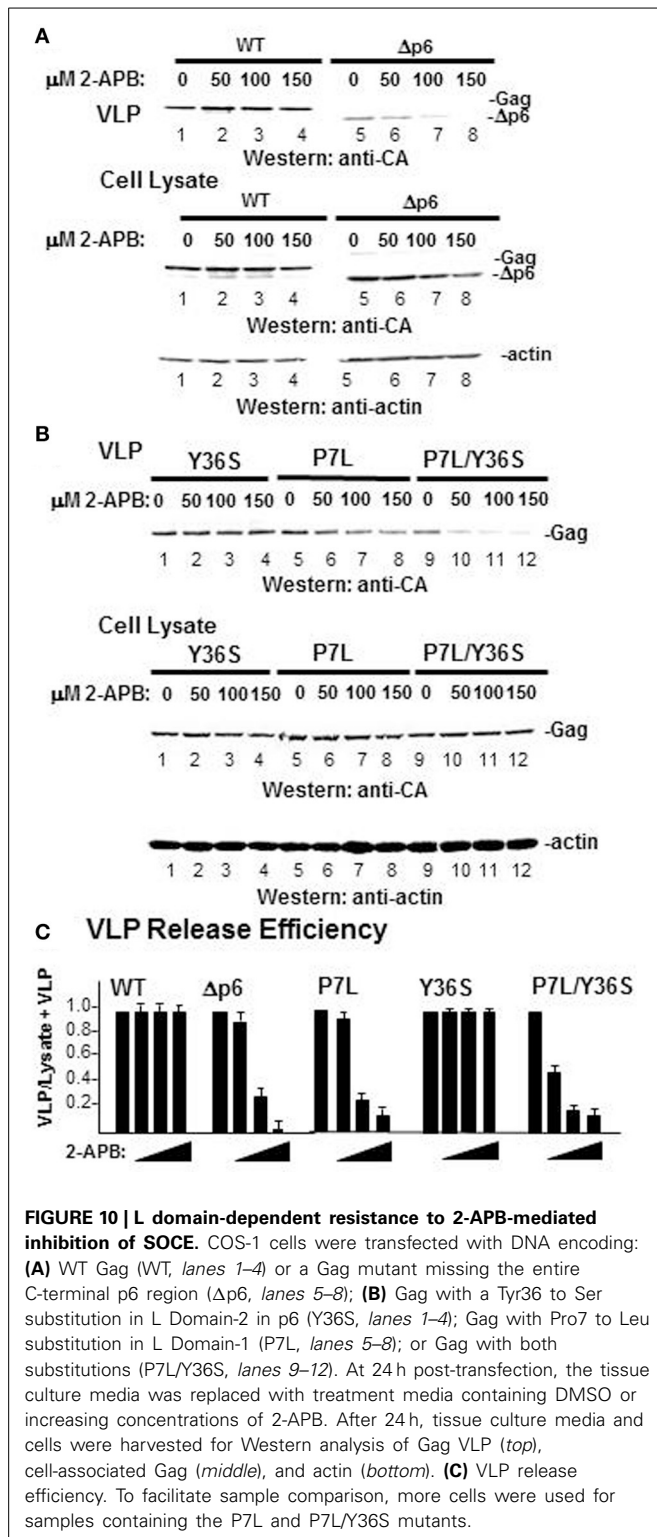 A
WT Δp6
μM 2-APB: 0 50 100 150 0 50 100 150
-Gag
VLP -Δp6
1 2 3 4 5 6 7 8
Western: anti-CA
Cell Lysate
WT Δp6
μM 2-APB: 0 50 100 150 0 50 100 150
-Gag
-Δp6
1 2 3 4 5 6 7 8
Western: anti-CA
-actin
1 2 3 4 5 6 7 8
Western: anti-actin
B
VLP
Y36S P7L P7L/Y36S
μM 2-APB: 0 50 100 150 0 50 100 150 0 50 100 150
-Gag
1 2 3 4 5 6 7 8 9 10 11 12
Western: anti-CA
Cell Lysate
Y36S P7L P7L/Y36S
μM 2-APB: 0 50 100 150 0 50 100 150 0 50 100 150
-Gag
1 2 3 4 5 6 7 8 9 10 11 12
Western: anti-CA
-actin
1 2 3 4 5 6 7 8 9 10 11 12
Western: anti-actin
C VLP Release Efficiency
WT Δp6 P7L Y36S P7L/Y36S
VLP/Lysate + VLP
1.0
0.8
0.6
0.4
0.2
2-APB:
FIGURE 10 | L domain-dependent resistance to 2-APB-mediated
inhibition of SOCE. COS-1 cells were transfected with DNA encoding:
(A) WT Gag (WT, lanes 1–4) or a Gag mutant missing the entire
C-terminal p6 region (Δp6, lanes 5–8); (B) Gag with a Tyr36 to Ser
substitution in L Domain-2 in p6 (Y36S, lanes 1–4); Gag with Pro7 to Leu
substitution in L Domain-1 (P7L, lanes 5–8); or Gag with both
substitutions (P7L/Y36S, lanes 9–12). At 24 h post-transfection, the tissue
culture media was replaced with treatment media containing DMSO or
increasing concentrations of 2-APB. After 24 h, tissue culture media and
cells were harvested for Western analysis of Gag VLP (top),
cell-associated Gag (middle), and actin (bottom). (C) VLP release
efficiency. To facilitate sample comparison, more cells were used for
samples containing the P7L and P7L/Y36S mutants.